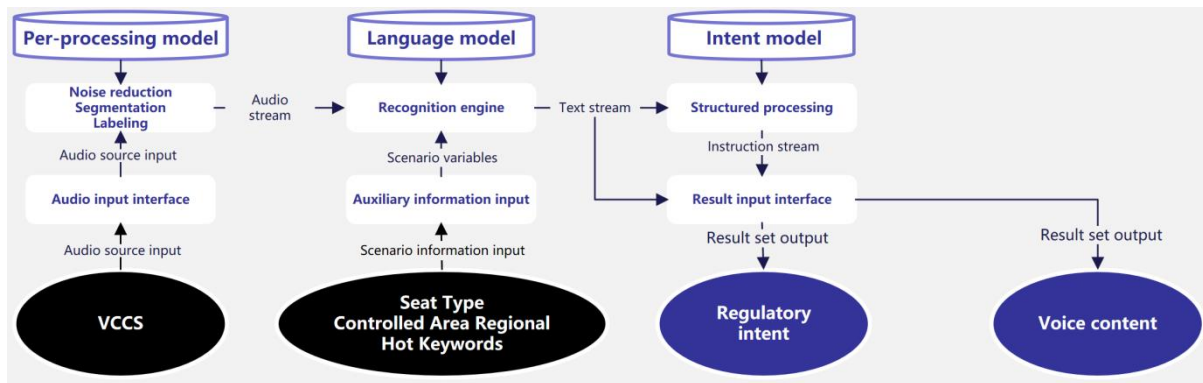 Per-processing model
Language model
Intent model
Noise reduction
Segmentation
Labeling
Audio
stream
Recognition engine
Text stream
Structured processing
Audio source input
Scenario variables
Instruction stream
Audio input interface
Auxiliary information input
Result input interface
Audio source input
Scenario information input
Result set output
Result set output
VCCS
Seat Type
Controlled Area Regional
Hot Keywords
Regulatory
intent
Voice content